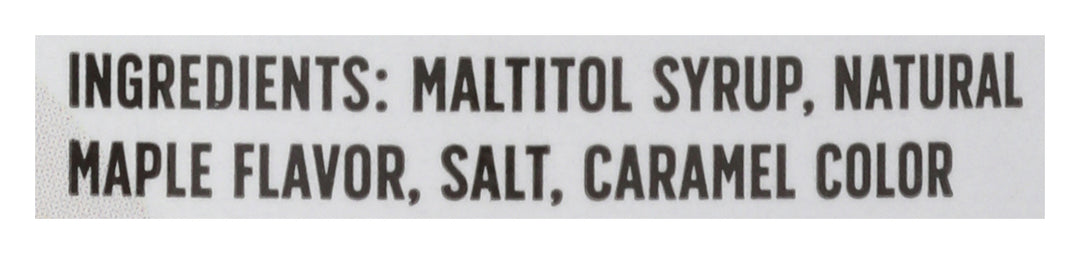 INGREDIENTS: MALTITOL SYRUP, NATURAL
MAPLE FLAVOR, SALT, CARAMEL COLOR